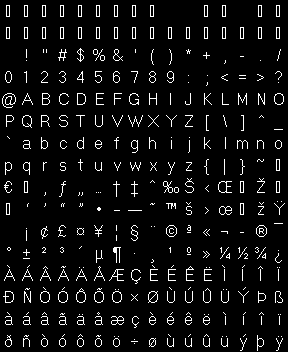 ! " # $ % & ' ( ) * + , - . /
0 1 2 3 4 5 6 7 8 9 : ; < = > ?
@ A B C D E F G H I J K L M N O
P Q R S T U V W X Y Z [ \ ] ^ _
` a b c d e f g h i j k l m n o
p q r s t u v w x y z { | } ~
€ ‚ ƒ „ … † ‡ ˆ ‰ Š ‹ Œ Ž
‘ ’ “ ” • – — ˜ ™ š › œ ž Ÿ
¡ ¢ £ ¤ ¥ ¦ § ¨ © ª « ¬ - ® ¯
° ± ² ³ ´ µ ¶ · ¸ ¹ º » ¼ ½ ¾ ¿
À Á Â Ã Ä Å Æ Ç È É Ê Ë Ì Í Î Ï
Ð Ñ Ò Ó Ô Õ Ö × Ø Ù Ú Û Ü Ý Þ ß
à á â ã ä å æ ç è é ê ë ì í î ï
ð ñ ò ó ô õ ö ÷ ø ù ú û ü ý þ ÿ